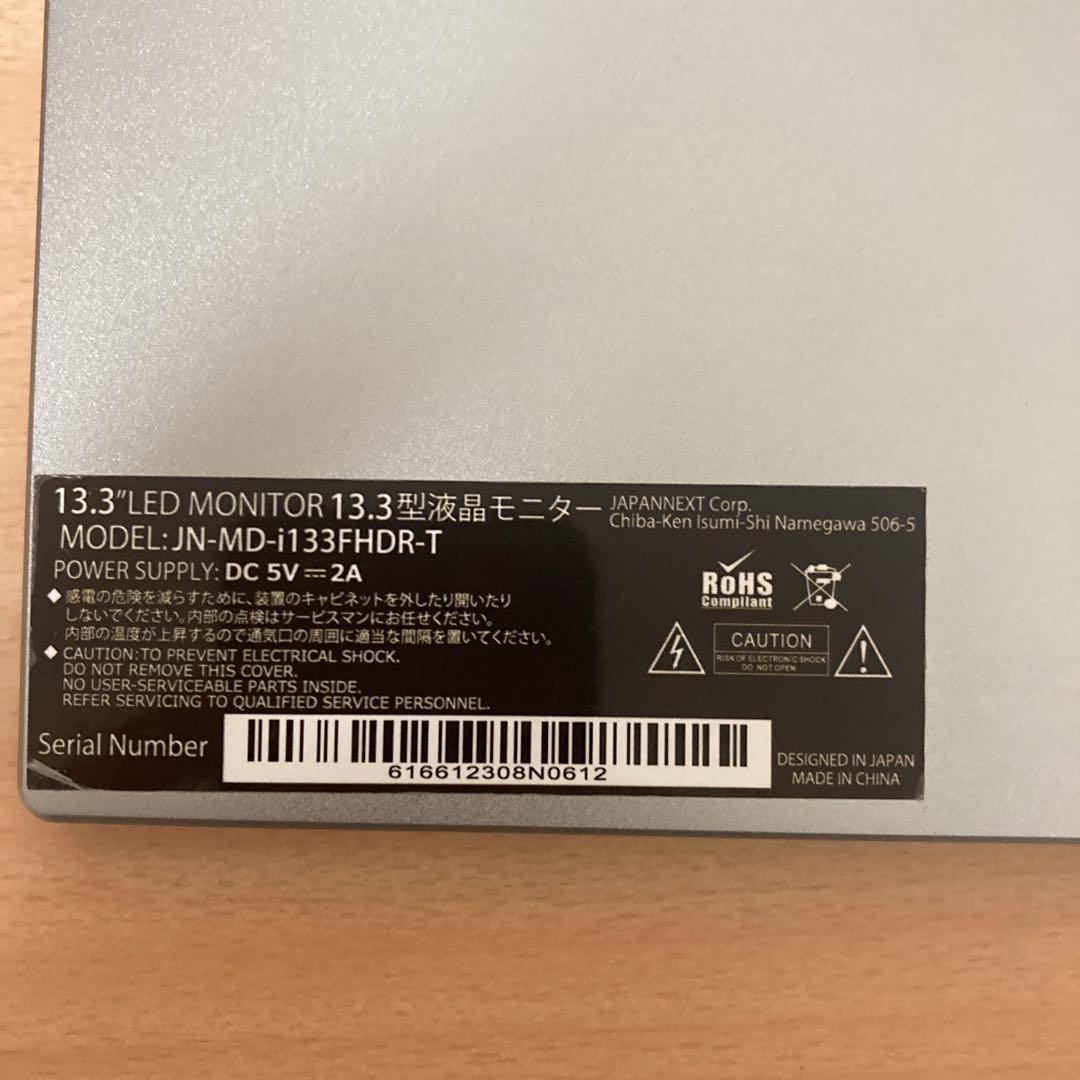 13.3"LED MONITOR 13.3型液晶モニター
MODEL: JN-MD-i133FHDR-T
POWER SUPPLY: DC 5V⎓2A
◆ 感電の危険を減らすために、装置のキャビネットを外したり開いたり
しないでください。内部の点検はサービスマンにお任せください。
内部の温度が上昇するので通気口の周囲に適当な間隔を置いてください。
◆ CAUTION: TO PREVENT ELECTRICAL SHOCK.
DO NOT REMOVE THIS COVER.
NO USER-SERVICEABLE PARTS INSIDE.
REFER SERVICING TO QUALIFIED SERVICE PERSONNEL.
JAPANNEXT Corp.
Chiba-Ken Isumi-Shi Namegawa 506-5
RoHS
Compliant
CAUTION
RISK OF ELECTRONIC SHOCK
DO NOT OPEN
Serial Number
616612308N0612
DESIGNED IN JAPAN
MADE IN CHINA